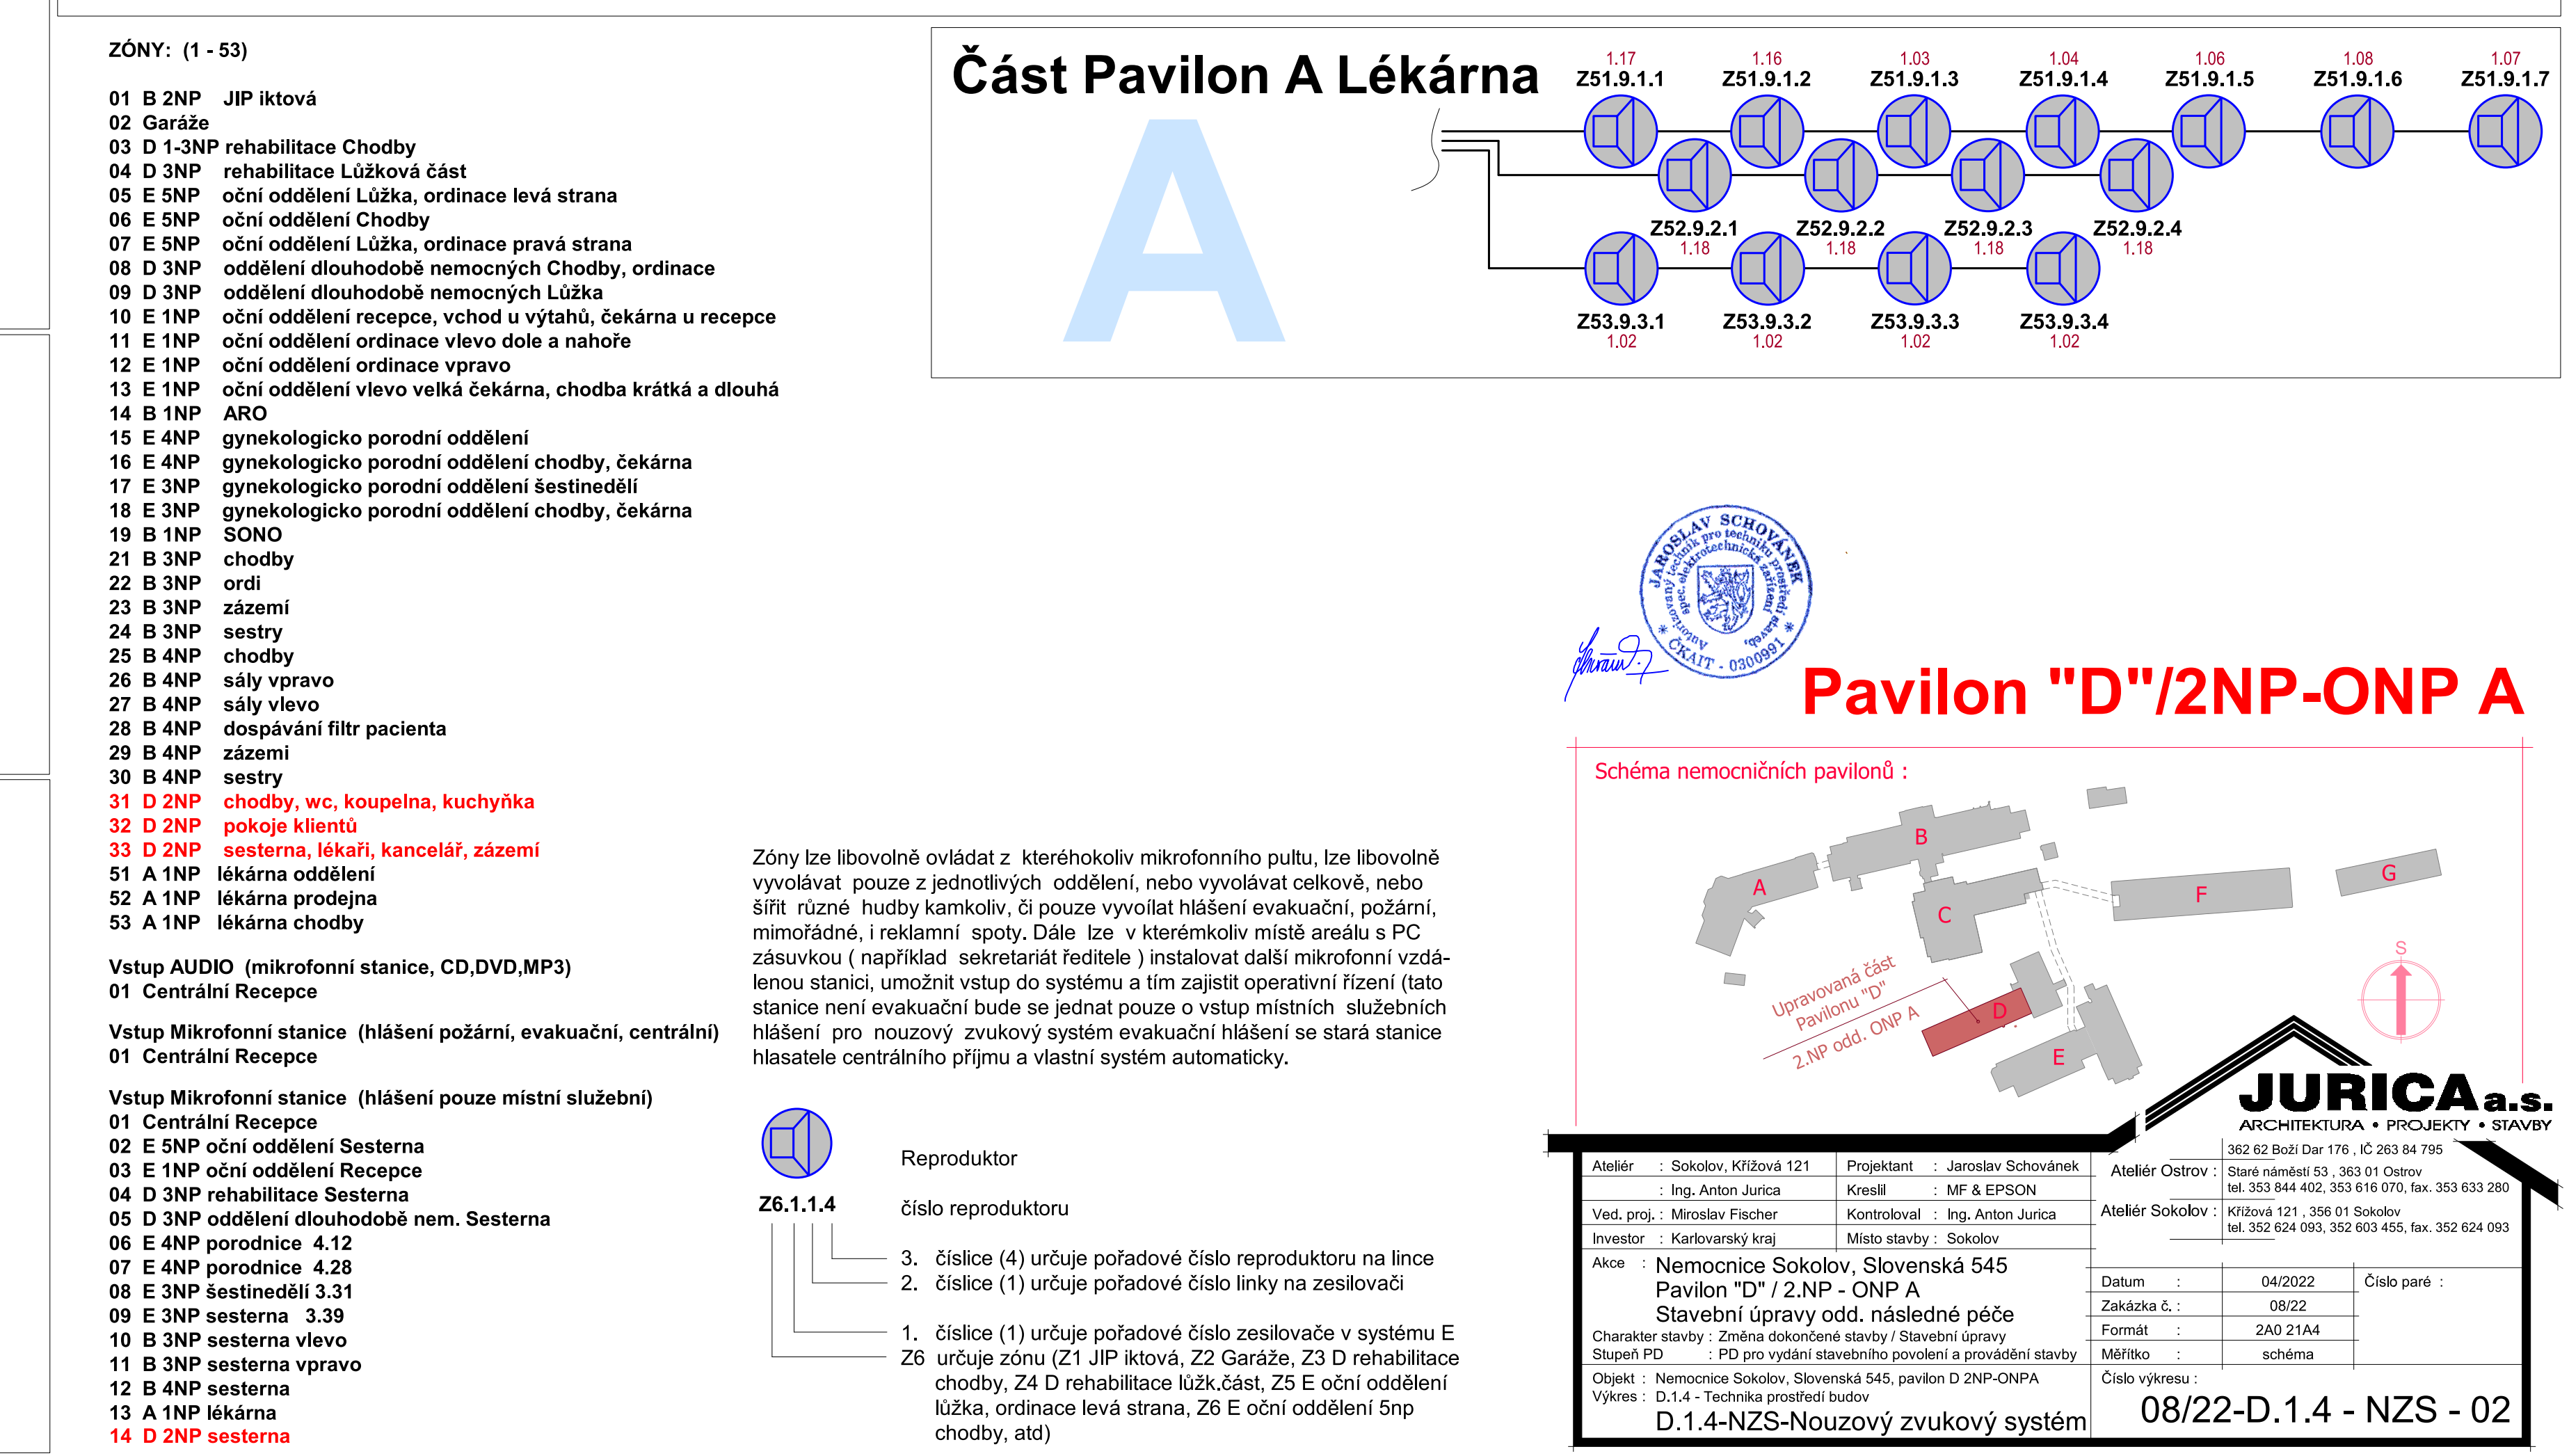 ZÓNY: (1 - 53)
01 B 2NP JIP iktová
02 Garáže
03 D 1-3NP rehabilitace Chodby
04 D 3NP rehabilitace Lůžková část
05 E 5NP oční oddělení Lůžka, ordinace levá strana
06 E 5NP oční oddělení Chodby
07 E 5NP oční oddělení Lůžka, ordinace pravá strana
08 D 3NP oddělení dlouhodobě nemocných Chodby, ordinace
09 D 3NP oddělení dlouhodobě nemocných Lůžka
10 E 1NP oční oddělení recepce, vchod u výtahů, čekárna u recepce
11 E 1NP oční oddělení ordinace vlevo dole a nahoře
12 E 1NP oční oddělení ordinace vpravo
13 E 1NP oční oddělení vlevo velká čekárna, chodba krátká a dlouhá
14 B 1NP ARO
15 E 4NP gynekologicko porodní oddělení
16 E 4NP gynekologicko porodní oddělení chodby, čekárna
17 E 3NP gynekologicko porodní oddělení šestinedělí
18 E 3NP gynekologicko porodní oddělení chodby, čekárna
19 B 1NP SONO
21 B 3NP chodby
22 B 3NP ordi
23 B 3NP zázemí
24 B 3NP sestry
25 B 4NP chodby
26 B 4NP sály vpravo
27 B 4NP sály vlevo
28 B 4NP dospávání filtr pacienta
29 B 4NP zázemi
30 B 4NP sestry
31 D 2NP chodby, wc, koupelna, kuchyňka
32 D 2NP pokoje klientů
33 D 2NP sesterna, lékaři, kancelář, zázemí
51 A 1NP lékárna oddělení
52 A 1NP lékárna prodejna
53 A 1NP lékárna chodby
Vstup AUDIO (mikrofonní stanice, CD,DVD,MP3)
01 Centrální Recepce
Vstup Mikrofonní stanice (hlášení požární, evakuační, centrální)
01 Centrální Recepce
Vstup Mikrofonní stanice (hlášení pouze místní služební)
01 Centrální Recepce
02 E 5NP oční oddělení Sesterna
03 E 1NP oční oddělení Recepce
04 D 3NP rehabilitace Sesterna
05 D 3NP oddělení dlouhodobě nem. Sesterna
06 E 4NP porodnice 4.12
07 E 4NP porodnice 4.28
08 E 3NP šestinedělí 3.31
09 E 3NP sesterna 3.39
10 B 3NP sesterna vlevo
11 B 3NP sesterna vpravo
12 B 4NP sesterna
13 A 1NP lékárna
14 D 2NP sesterna
Část Pavilon A Lékárna
A
1.17 1.16 1.03 1.04 1.06 1.08 1.07
Z51.9.1.1 Z51.9.1.2 Z51.9.1.3 Z51.9.1.4 Z51.9.1.5 Z51.9.1.6 Z51.9.1.7
Z52.9.2.1 Z52.9.2.2 Z52.9.2.3 Z52.9.2.4
1.18 1.18 1.18 1.18
Z53.9.3.1 Z53.9.3.2 Z53.9.3.3 Z53.9.3.4
1.02 1.02 1.02 1.02
Zóny lze libovolně ovládat z kteréhokoliv mikrofonního pultu, lze libovolně
vyvolávat pouze z jednotlivých oddělení, nebo vyvolávat celkově, nebo
šířit různé hudby kamkoliv, či pouze vyvoílat hlášení evakuační, požární,
mimořádné, i reklamní spoty. Dále lze v kterémkoliv místě areálu s PC
zásuvkou ( například sekretariát ředitele ) instalovat další mikrofonní vzdá-
lenou stanici, umožnit vstup do systému a tím zajistit operativní řízení (tato
stanice není evakuační bude se jednat pouze o vstup místních služebních
hlášení pro nouzový zvukový systém evakuační hlášení se stará stanice
hlasatele centrálního příjmu a vlastní systém automaticky.
Reproduktor
Z6.1.1.4 číslo reproduktoru
3. číslice (4) určuje pořadové číslo reproduktoru na lince
2. číslice (1) určuje pořadové číslo linky na zesilovači
1. číslice (1) určuje pořadové číslo zesilovače v systému E
Z6 určuje zónu (Z1 JIP iktová, Z2 Garáže, Z3 D rehabilitace
chodby, Z4 D rehabilitace lůžk.část, Z5 E oční oddělení
lůžka, ordinace levá strana, Z6 E oční oddělení 5np
chodby, atd)
JAROSLAV SCHOVÁNEK
Autorizovaný technik pro techniku prostředí staveb,
spec. elektrotechnická zařízení
* ČKAIT - 0300991 *
Pavilon "D"/2NP-ONP A
Schéma nemocničních pavilonů :
A
B
C
D
E
F
G
S
Upravovaná část
Pavilonu "D"
2.NP odd. ONP A
JURICA a.s.
ARCHITEKTURA • PROJEKTY • STAVBY
362 62 Boží Dar 176 , IČ 263 84 795
Ateliér Ostrov : Staré náměstí 53 , 363 01 Ostrov
tel. 353 844 402, 353 616 070, fax. 353 633 280
Ateliér Sokolov : Křížová 121 , 356 01 Sokolov
tel. 352 624 093, 352 603 455, fax. 352 624 093
Ateliér : Sokolov, Křížová 121 Projektant : Jaroslav Schovánek
: Ing. Anton Jurica Kreslil : MF & EPSON
Ved. proj. : Miroslav Fischer Kontroloval : Ing. Anton Jurica
Investor : Karlovarský kraj Místo stavby : Sokolov
Akce : Nemocnice Sokolov, Slovenská 545
Pavilon "D" / 2.NP - ONP A
Stavební úpravy odd. následné péče
Charakter stavby : Změna dokončené stavby / Stavební úpravy
Stupeň PD : PD pro vydání stavebního povolení a provádění stavby
Objekt : Nemocnice Sokolov, Slovenská 545, pavilon D 2NP-ONPA
Výkres : D.1.4 - Technika prostředí budov
D.1.4-NZS-Nouzový zvukový systém
Datum : 04/2022 Číslo paré :
Zakázka č. : 08/22
Formát : 2A0 21A4
Měřítko : schéma
Číslo výkresu :
08/22-D.1.4 - NZS - 02